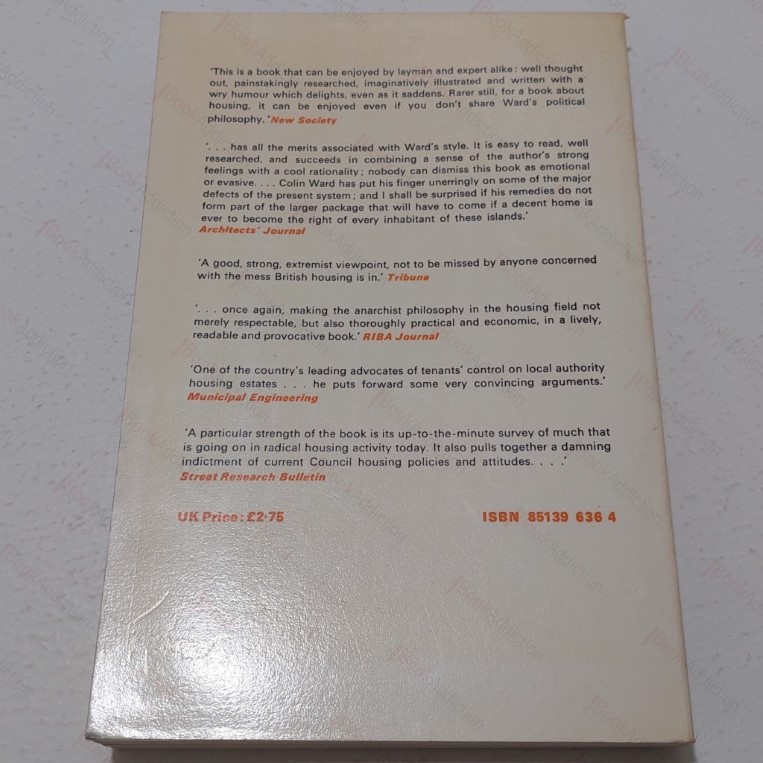 'This is a book that can be enjoyed by layman and expert alike: well thought
out, painstakingly researched, imaginatively illustrated and written with a
wry humour which delights, even as it saddens. Rarer still, for a book about
housing, it can be enjoyed even if you don't share Ward's political
philosophy.'New Society
'. . . has all the merits associated with Ward's style. It is easy to read, well
researched, and succeeds in combining a sense of the author's strong
feelings with a cool rationality; nobody can dismiss this book as emotional
or evasive. . . . Colin Ward has put his finger unerringly on some of the major
defects of the present system; and I shall be surprised if his remedies do not
form part of the larger package that will have to come if a decent home is
ever to become the right of every inhabitant of these islands.'
Architects' Journal
'A good, strong, extremist viewpoint, not to be missed by anyone concerned
with the mess British housing is in.' Tribune
'. . . once again, making the anarchist philosophy in the housing field not
merely respectable, but also thoroughly practical and economic, in a lively,
readable and provocative book.' RIBA Journal
'One of the country's leading advocates of tenants' control on local authority
housing estates . . . he puts forward some very convincing arguments.'
Municipal Engineering
'A particular strength of the book is its up-to-the-minute survey of much that
is going on in radical housing activity today. It also pulls together a damning
indictment of current Council housing policies and attitudes. . . .'
Street Research Bulletin
UK Price: £2·75 ISBN 85139 636 4
BookAddiction